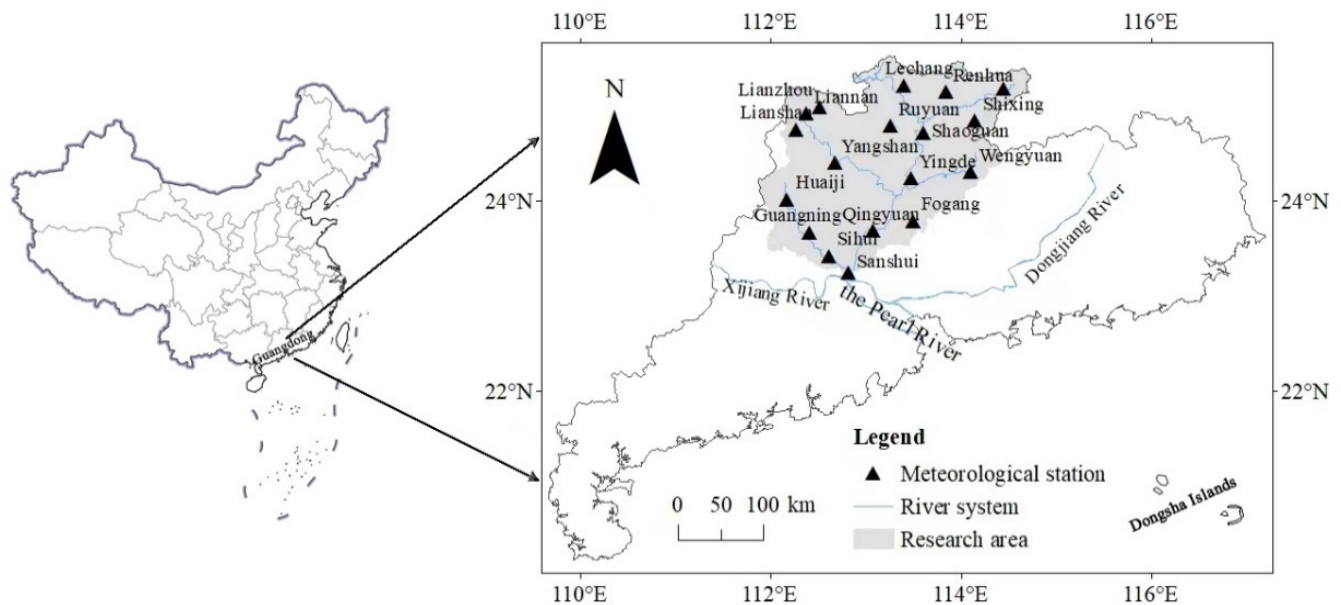 110°E 112°E 114°E 116°E
N
Lechang
Renhua
Lianzhou
Liannan
Lianshan
Ruyuan
Shixing
Shaoguan
Yangshan
Yingde
Wengyuan
Huaiji
24°N
24°N
Guangning
Qingyuan
Fogang
Sihui
Sanshui
Dongjiang River
Xijiang River
the Pearl River
Guangdong
22°N
22°N
Legend
Meteorological station
0 50 100 km
River system
Research area
Dongsha Islands
110°E 112°E 114°E 116°E